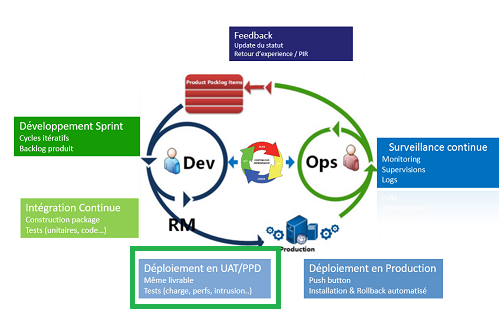 Feedback
Update du statut
Retour d'experience / PIR
Product Packlog Items
Développement Sprint
Cycles itératifs
Backlog produit
Dev
Ops
Surveillance continue
Monitoring
Supervisions
Logs
Intégration Continue
Construction package
Tests (unitaires, code...)
RM
Production
Déploiement en UAT/PPD
Même livrable
Tests (charge, perfs, intrusion..)
Déploiement en Production
Push button
Installation & Rollback automatisé